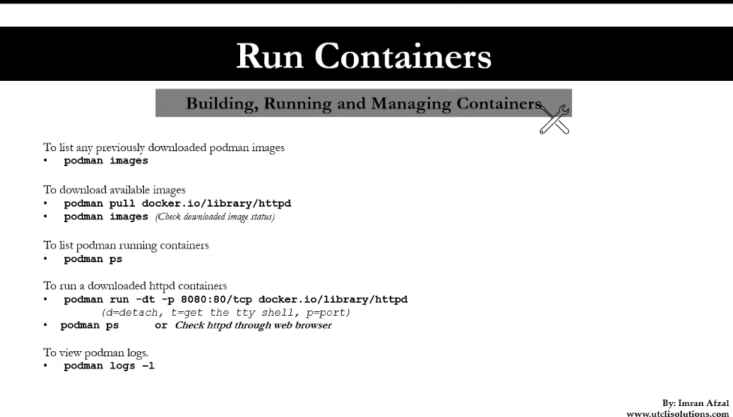 Run Containers
Building, Running and Managing Containers
To list any previously downloaded podman images
• podman images
To download available images
• podman pull docker.io/library/httpd
• podman images (Check downloaded image status)
To list podman running containers
• podman ps
To run a downloaded httpd containers
• podman run -dt -p 8080:80/tcp docker.io/library/httpd
(d=detach, t=get the tty shell, p=port)
• podman ps or Check httpd through web browser
To view podman logs.
• podman logs –l
By: Imran Afzal
www.utclisolutions.com